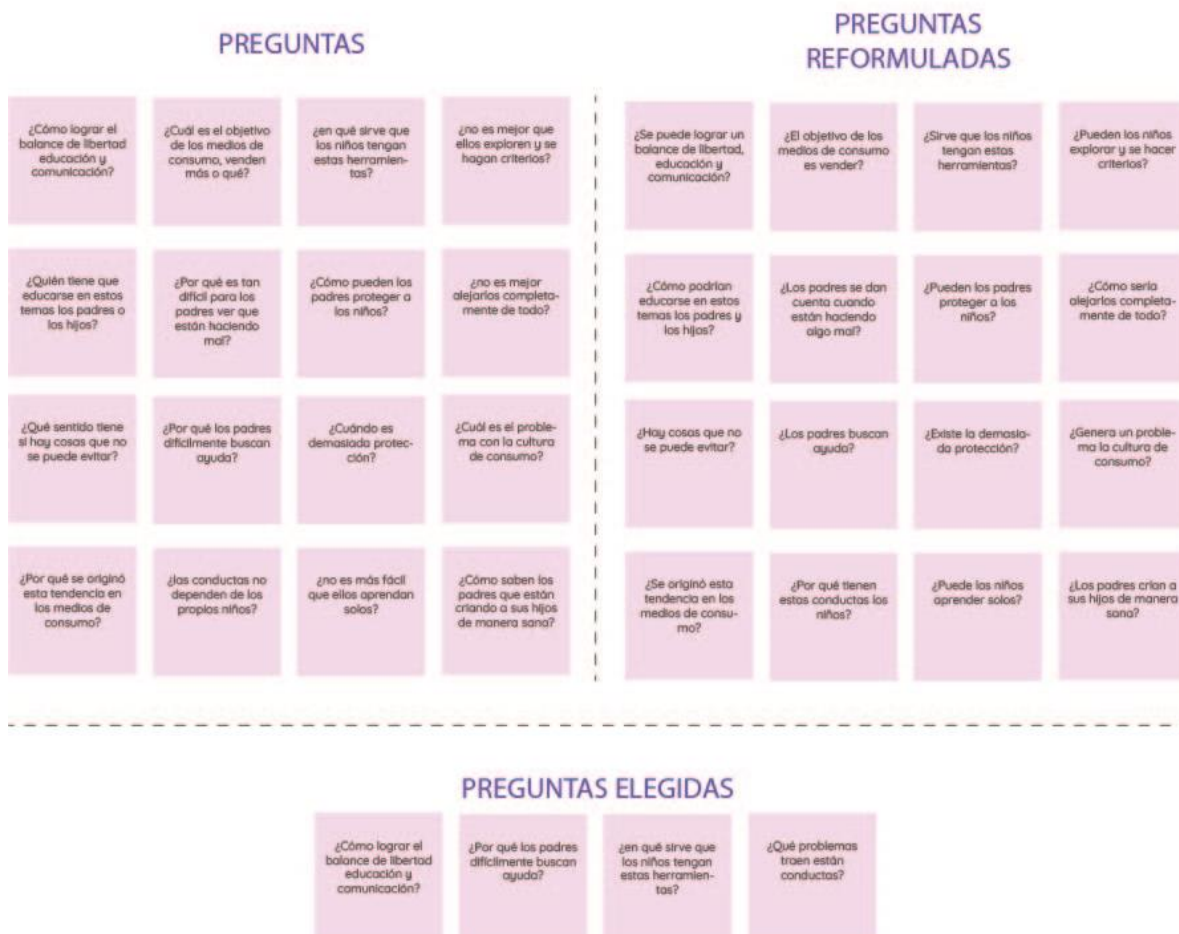 PREGUNTAS
¿Cómo lograr el
balance de libertad
educación y
comunicación?
¿Cuál es el objetivo
de los medios de
consumo, venden
más o qué?
¿en qué sirve que
los niños tengan
estas herramien-
tas?
¿no es mejor que
ellos exploren y se
hagan criterios?
¿Quién tiene que
educarse en estos
temas los padres o
los hijos?
¿Por qué es tan
difícil para los
padres ver que
están haciendo
mal?
¿Cómo pueden los
padres proteger a
los niños?
¿no es mejor
alejarlos completa-
mente de todo?
¿Qué sentido tiene
si hay cosas que no
se puede evitar?
¿Por qué los padres
difícilmente buscan
ayuda?
¿Cuándo es
demasiada protec-
ción?
¿Cuál es el proble-
ma con la cultura
de consumo?
¿Por qué se originó
esta tendencia en
los medios de
consumo?
¿las conductas no
dependen de los
propios niños?
¿no es más fácil
que ellos aprendan
solos?
¿Cómo saben los
padres que están
criando a sus hijos
de manera sana?
PREGUNTAS
REFORMULADAS
¿Se puede lograr un
balance de libertad,
educación y
comunicación?
¿El objetivo de los
medios de consumo
es vender?
¿Sirve que los niños
tengan estas
herramientas?
¿Pueden los niños
explorar y se hacer
criterios?
¿Cómo podrían
educarse en estos
temas los padres y
los hijos?
¿Los padres se dan
cuenta cuando
están haciendo
algo mal?
¿Pueden los padres
proteger a los
niños?
¿Cómo sería
alejarlos completa-
mente de todo?
¿Hay cosas que no
se puede evitar?
¿Los padres buscan
ayuda?
¿Existe la demasia-
da protección?
¿Genera un proble-
ma la cultura de
consumo?
¿Se originó esta
tendencia en los
medios de consu-
mo?
¿Por qué tienen
estas conductas los
niños?
¿Puede los niños
aprender solos?
¿Los padres crían a
sus hijos de manera
sana?
PREGUNTAS ELEGIDAS
¿Cómo lograr el
balance de libertad
educación y
comunicación?
¿Por qué los padres
difícilmente buscan
ayuda?
¿en qué sirve que
los niños tengan
estas herramien-
tas?
¿Qué problemas
traen están
conductas?